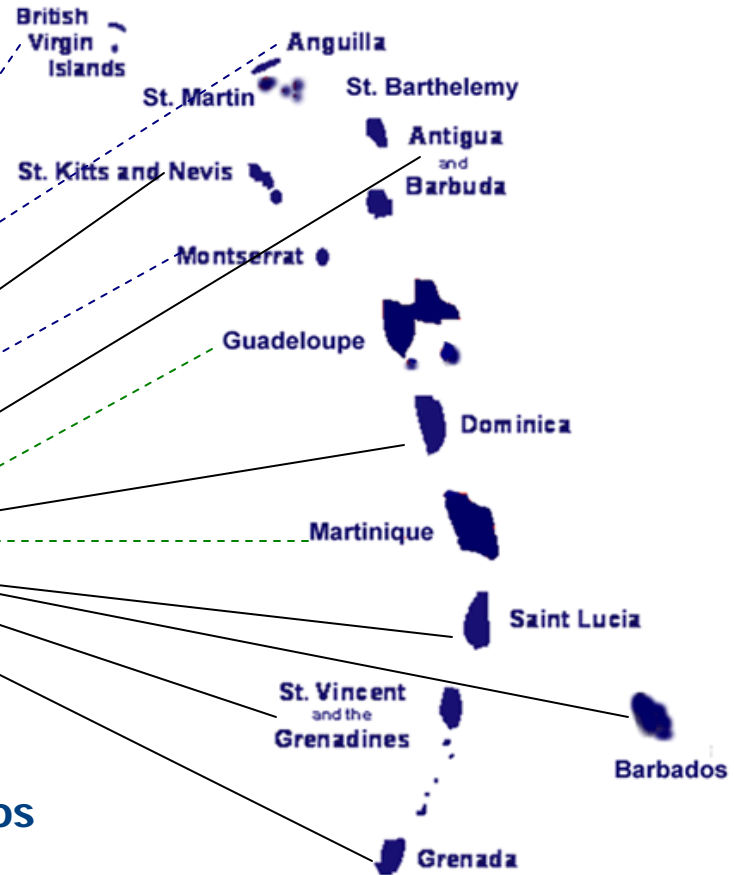 British
Virgin
Islands
Anguilla
St. Martin
St. Barthelemy
Antigua
and
Barbuda
St. Kitts and Nevis
Montserrat
Guadeloupe
Dominica
Martinique
Saint Lucia
St. Vincent
and the
Grenadines
Barbados
os
Grenada